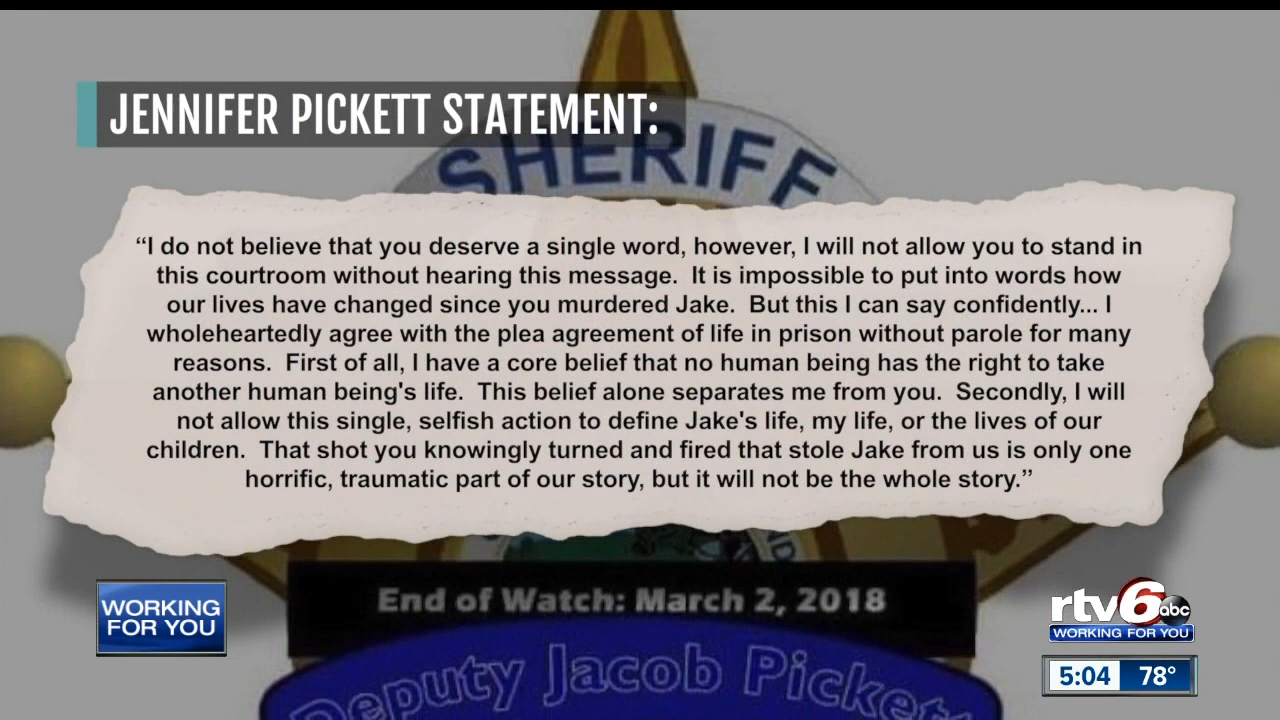 JENNIFER PICKETT STATEMENT:
SHERIFF
“I do not believe that you deserve a single word, however, I will not allow you to stand in
this courtroom without hearing this message.  It is impossible to put into words how
our lives have changed since you murdered Jake.  But this I can say confidently... I
wholeheartedly agree with the plea agreement of life in prison without parole for many
reasons.  First of all, I have a core belief that no human being has the right to take
another human being's life.  This belief alone separates me from you.  Secondly, I will
not allow this single, selfish action to define Jake's life, my life, or the lives of our
children.  That shot you knowingly turned and fired that stole Jake from us is only one
horrific, traumatic part of our story, but it will not be the whole story.”
End of Watch: March 2, 2018
Deputy Jacob Pickett
WORKING
FOR YOU
rtv6 abc
WORKING FOR YOU
5:04 78°